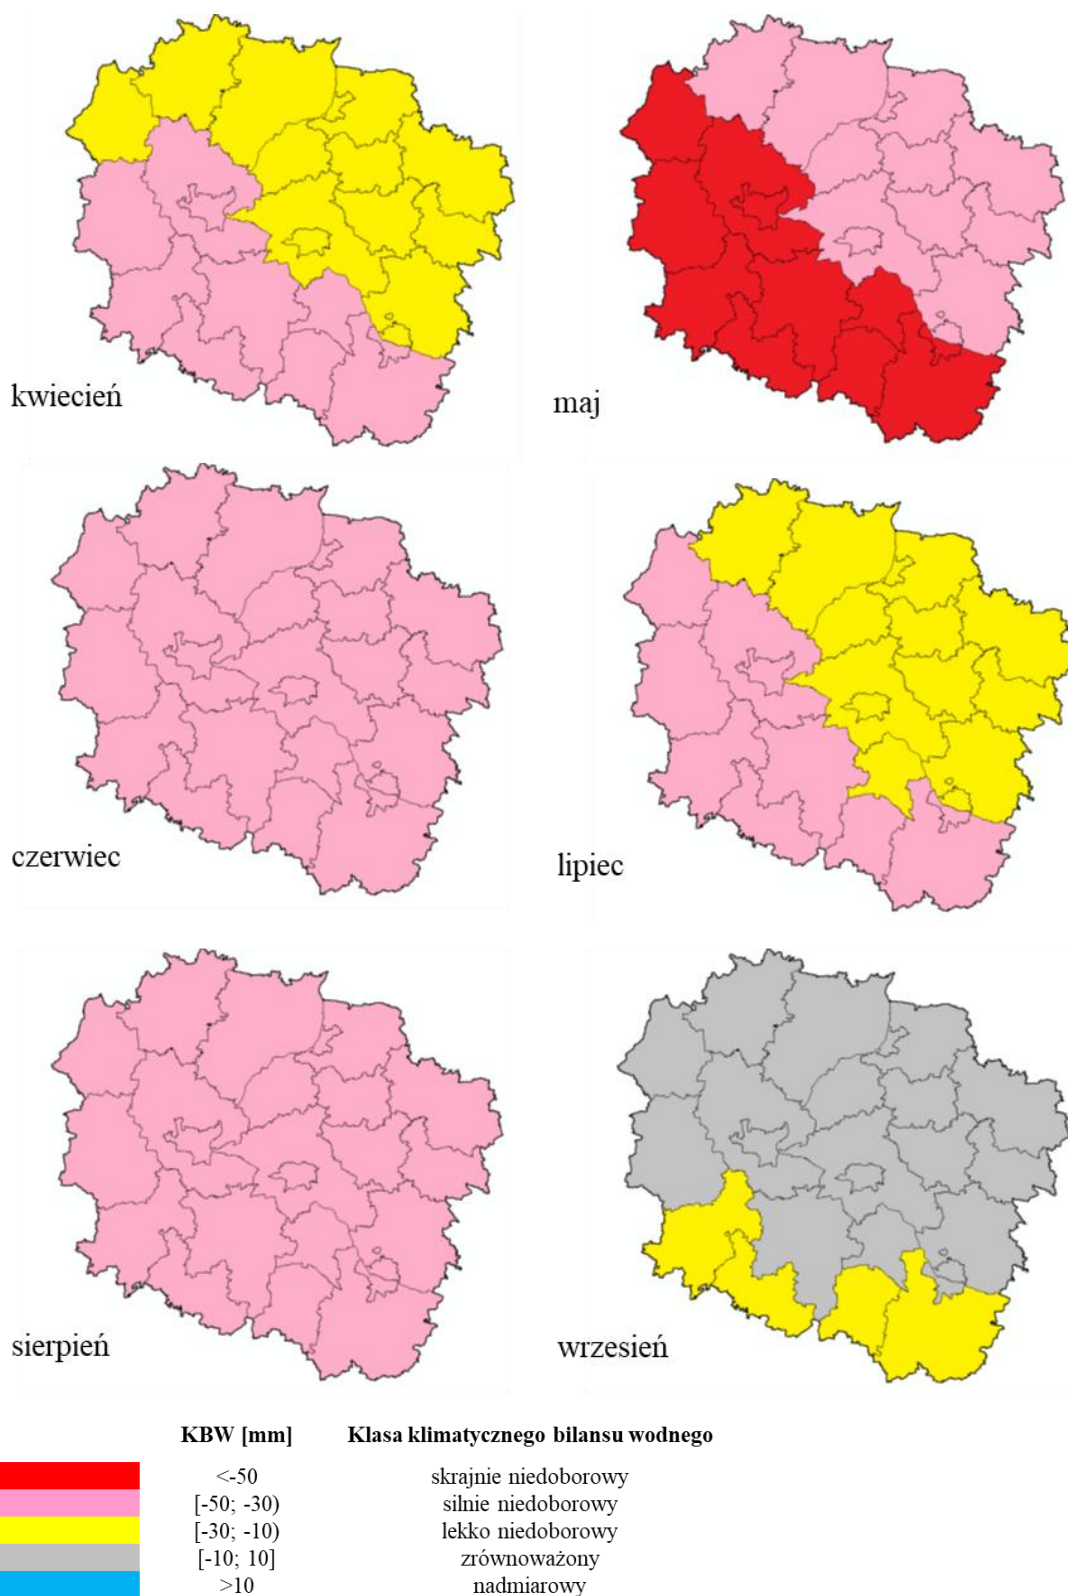 kwiecień
maj
czerwiec
lipiec
sierpień
wrzesień
KBW [mm] Klasa klimatycznego bilansu wodnego
<-50 skrajnie niedoborowy
[-50; -30) silnie niedoborowy
[-30; -10) lekko niedoborowy
[-10; 10] zrównoważony
>10 nadmiarowy